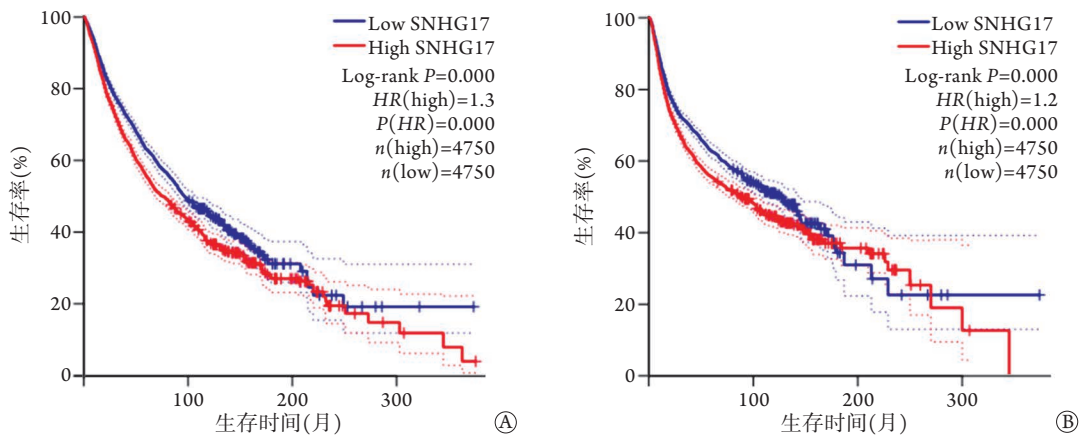 100
80
60
40
20
0
生存率(%)
Low SNHG17
High SNHG17
Log-rank P=0.000
HR(high)=1.3
P(HR)=0.000
n(high)=4750
n(low)=4750
100 200 300
生存时间(月)
Ⓐ
100
80
60
40
20
0
生存率(%)
Low SNHG17
High SNHG17
Log-rank P=0.000
HR(high)=1.2
P(HR)=0.000
n(high)=4750
n(low)=4750
100 200 300
生存时间(月)
Ⓑ